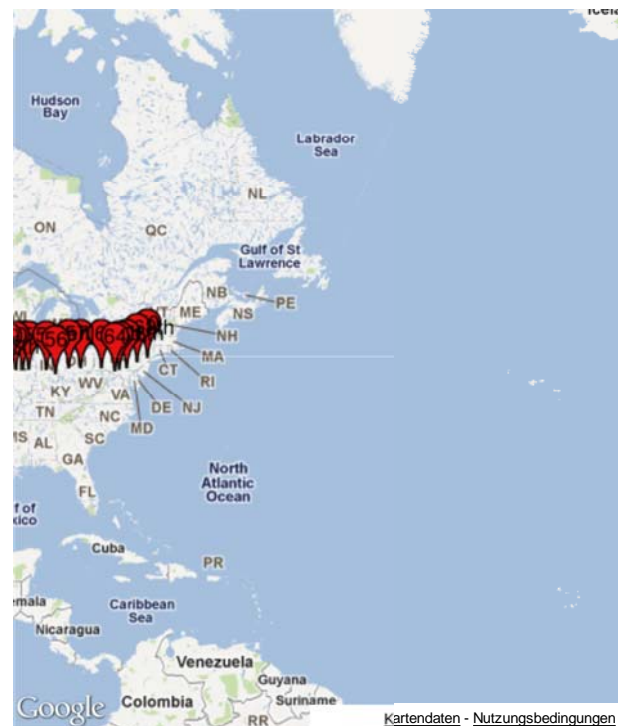 Hudson
Bay
Labrador
Sea
NL
ON
QC
Gulf of St
Lawrence
NB
PE
ME
NS
NH
MA
CT
RI
WV
KY
VA
DE
NJ
TN
NC
MD
AL
SC
GA
FL
North
Atlantic
Ocean
Cuba
PR
Caribbean
Sea
Nicaragua
Venezuela
Guyana
Google
Colombia
Suriname
RR
Kartendaten - Nutzungsbedingungen